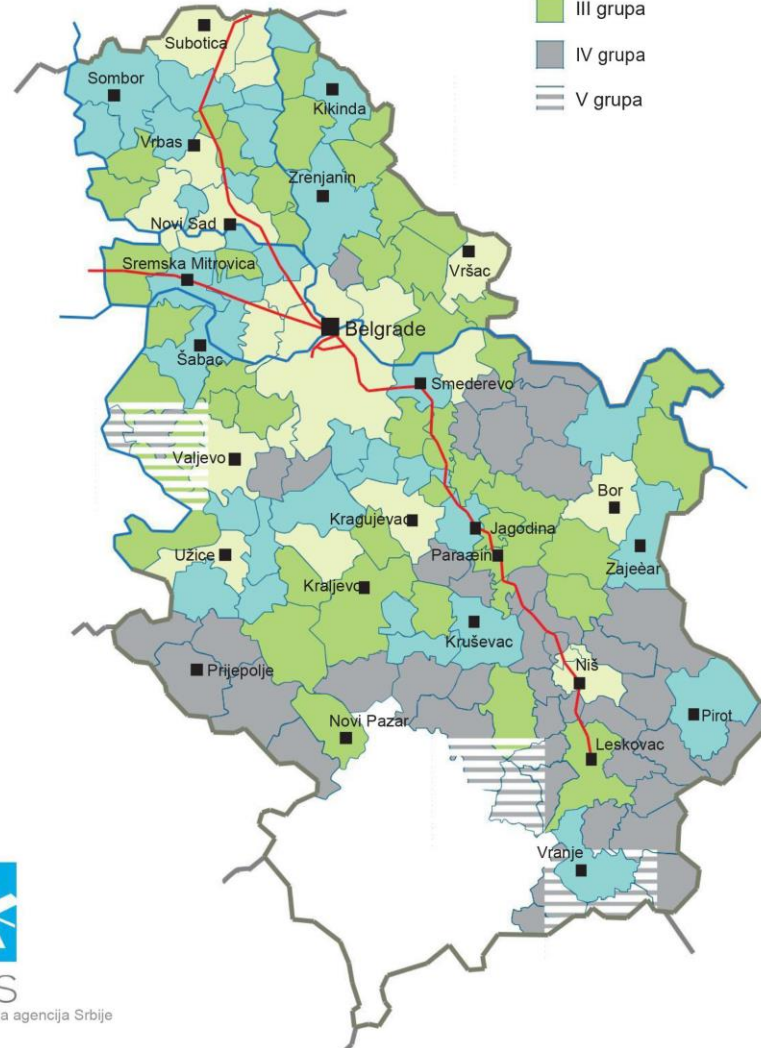 III grupa
Subotica
IV grupa
Sombor
Kikinda
V grupa
Vrbas
Zrenjanin
Novi Sad
Vršac
Sremska Mitrovica
Belgrade
Šabac
Smederevo
Valjevo
Bor
Kragujevac
Jagodina
Užice
Paraæin
Zajeèar
Kraljevo
Kruševac
Prijepolje
Niš
Pirot
Novi Pazar
Leskovac
Vranje
S
a agencija Srbije